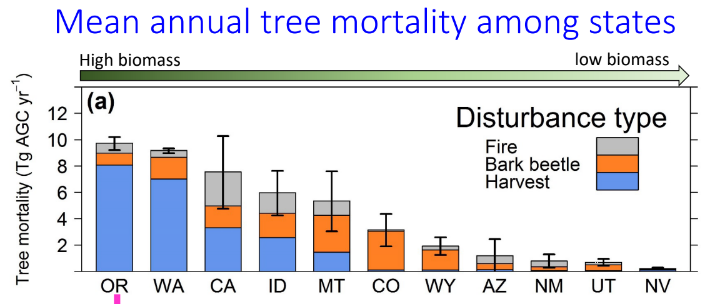 Mean annual tree mortality among states
High biomass
low biomass
(a)
Disturbance type
Fire
Bark beetle
Harvest
Tree mortality (Tg AGC yr⁻¹)
12
10
8
6
4
2
OR WA CA ID MT CO WY AZ NM UT NV